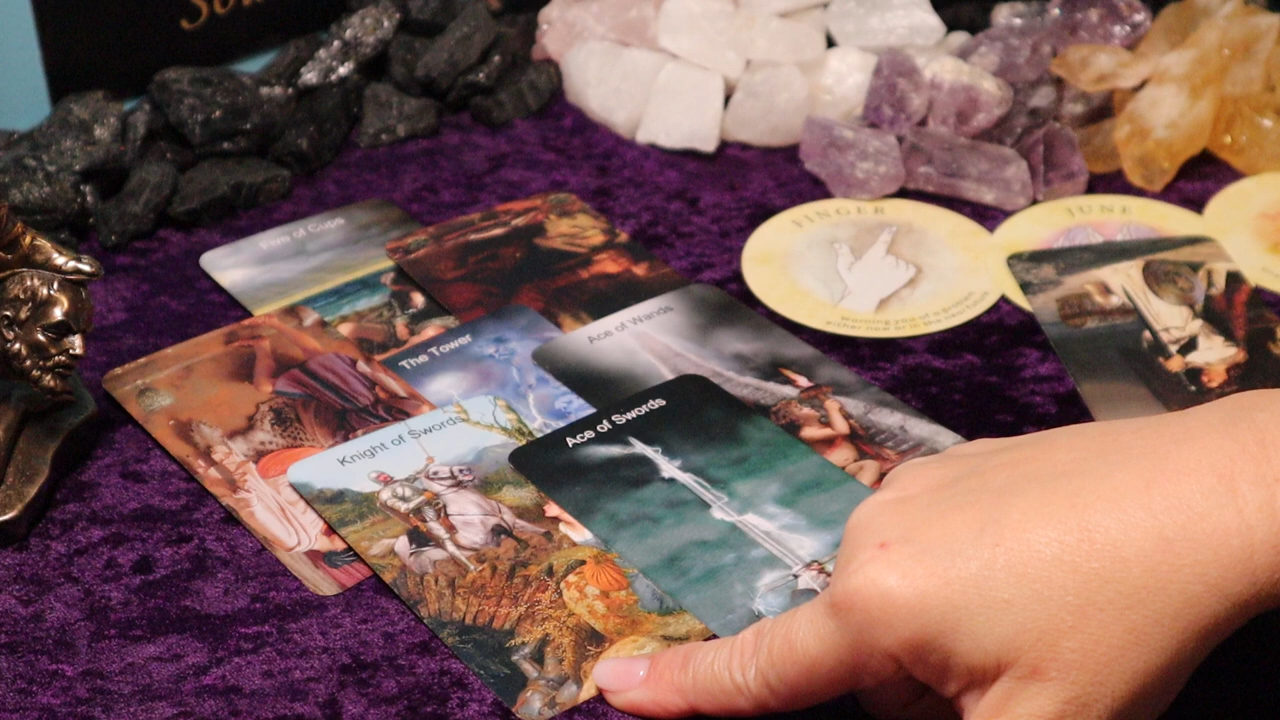 Five of Cups
FINGER
warning you of a problem
either now or in the near future
JUNE
Ace of Wands
The Tower
Ace of Swords
Knight of Swords